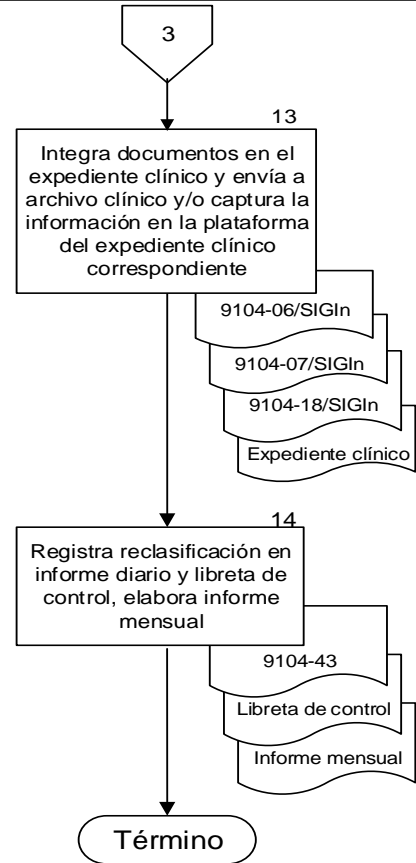 3
13
Integra documentos en el
expediente clínico y envía a
archivo clínico y/o captura la
información en la plataforma
del expediente clínico
correspondiente
9104-06/SIGIn
9104-07/SIGIn
9104-18/SIGIn
Expediente clínico
14
Registra reclasificación en
informe diario y libreta de
control, elabora informe
mensual
9104-43
Libreta de control
Informe mensual
Término